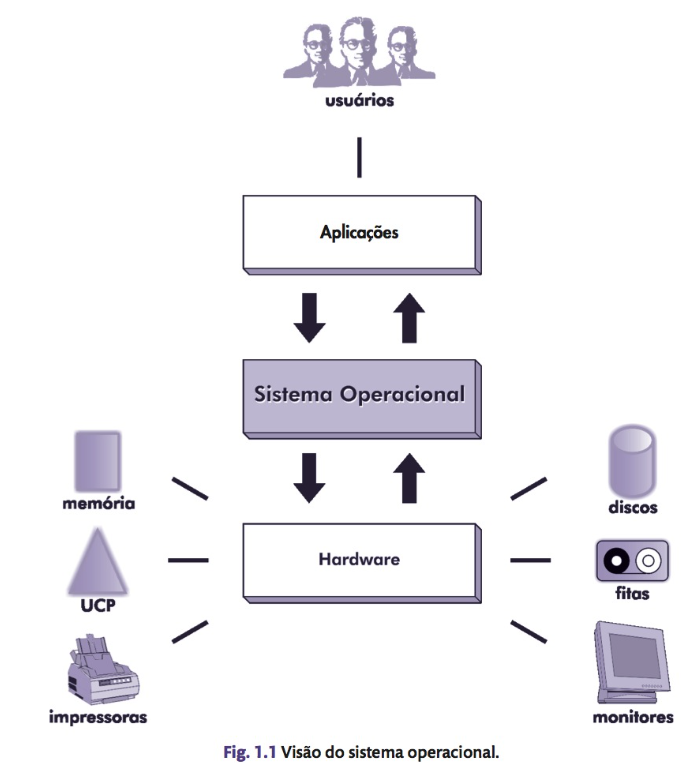 usuários
Aplicações
Sistema Operacional
memória
discos
Hardware
UCP
fitas
impressoras
monitores
Fig. 1.1 Visão do sistema operacional.